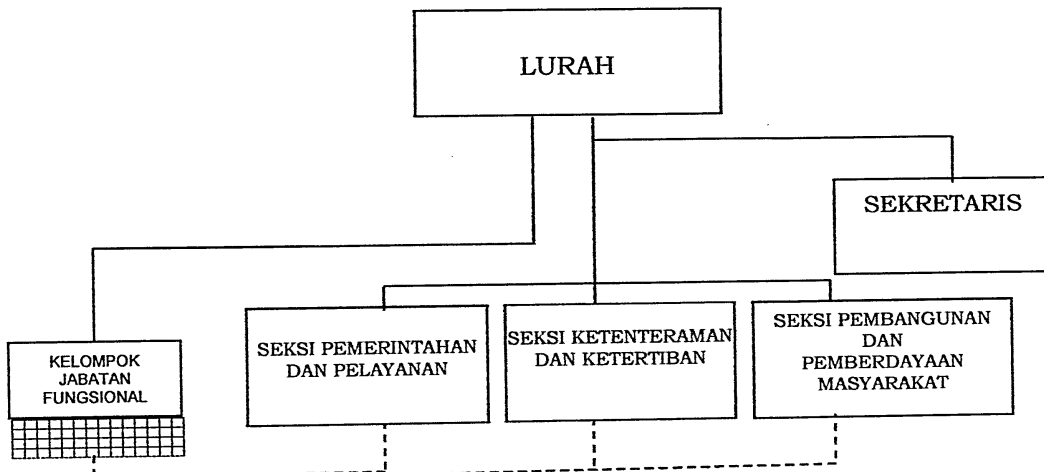 LURAH
SEKRETARIS
KELOMPOK
JABATAN
FUNGSIONAL
SEKSI PEMERINTAHAN
DAN PELAYANAN
SEKSI KETENTERAMAN
DAN KETERTIBAN
SEKSI PEMBANGUNAN
DAN
PEMBERDAYAAN
MASYARAKAT